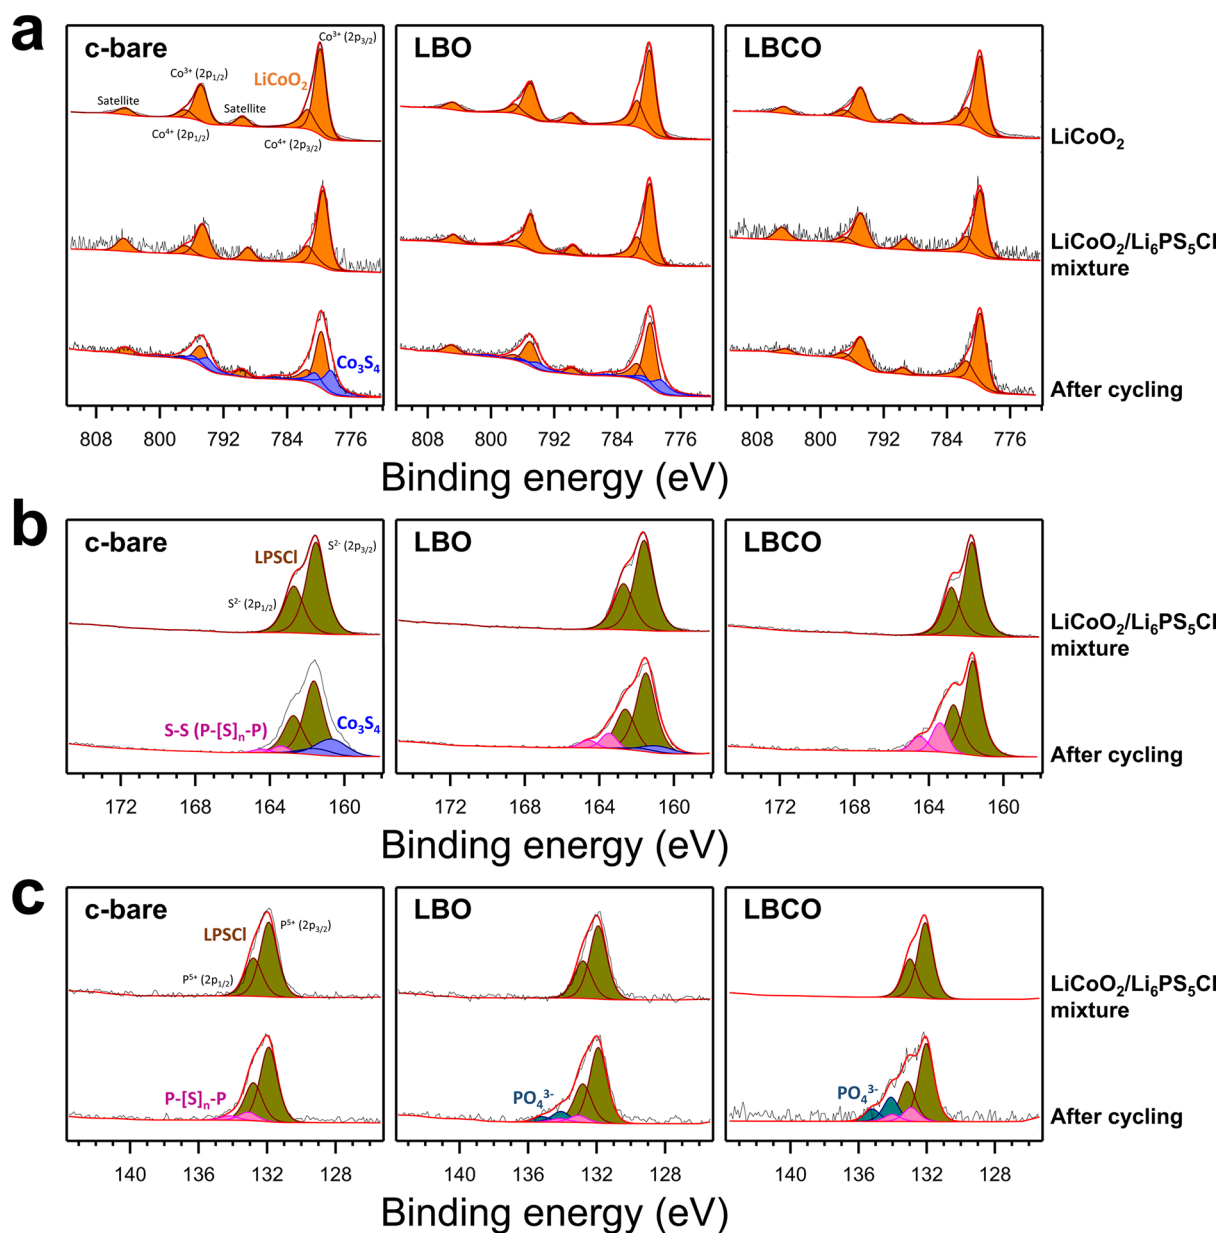 a
c-bare
LBO
LBCO
Co³⁺ (2p₃/₂)
Co³⁺ (2p₁/₂)
LiCoO₂
Satellite
Satellite
Co⁴⁺ (2p₁/₂)
Co⁴⁺ (2p₃/₂)
LiCoO₂
LiCoO₂/Li₆PS₅Cl
mixture
Co₃S₄
After cycling
808 800 792 784 776
808 800 792 784 776
808 800 792 784 776
Binding energy (eV)
b
c-bare
LBO
LBCO
LPSCl
S²⁻ (2p₃/₂)
S²⁻ (2p₁/₂)
LiCoO₂/Li₆PS₅Cl
mixture
S-S (P-[S]ₙ-P)
Co₃S₄
After cycling
172 168 164 160
172 168 164 160
172 168 164 160
Binding energy (eV)
c
c-bare
LBO
LBCO
LPSCl
P⁵⁺ (2p₃/₂)
P⁵⁺ (2p₁/₂)
LiCoO₂/Li₆PS₅Cl
mixture
P-[S]ₙ-P
PO₄³⁻
PO₄³⁻
After cycling
140 136 132 128
140 136 132 128
140 136 132 128
Binding energy (eV)